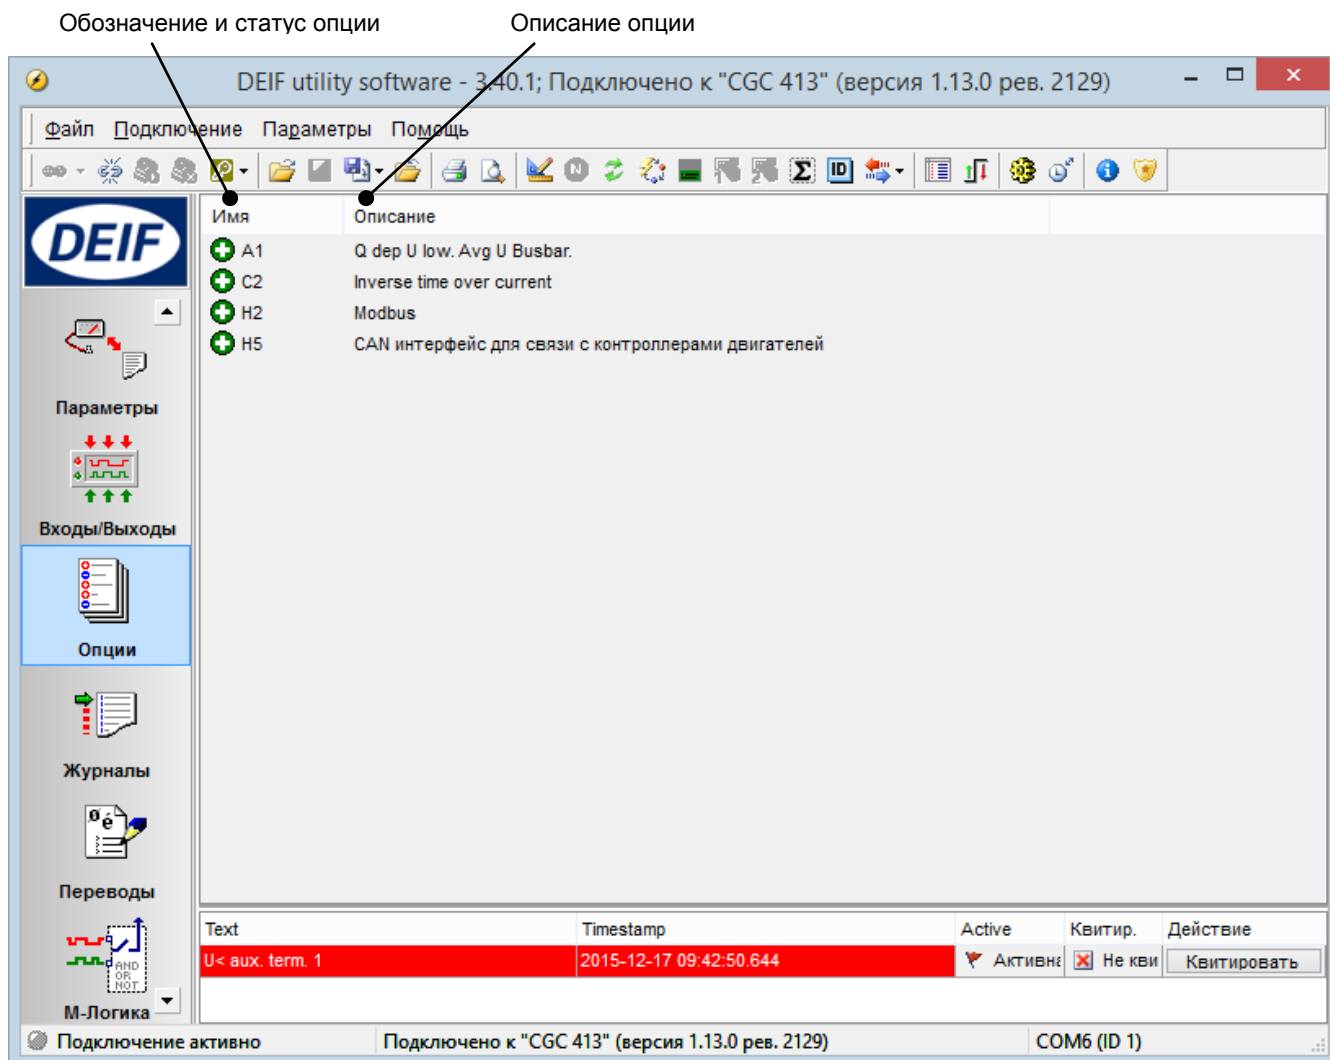 Обозначение и статус опции Описание опции
DEIF utility software - 3.40.1; Подключено к "CGC 413" (версия 1.13.0 рев. 2129)
Файл Подключение Параметры Помощь
N Σ ID
DEIF
Имя Описание
A1 Q dep U low. Avg U Busbar.
C2 Inverse time over current
H2 Modbus
H5 CAN интерфейс для связи с контроллерами двигателей
Параметры
Входы/Выходы
Опции
Журналы
Переводы
AND
OR
NOT
М-Логика
Text Timestamp Active Квитир. Действие
U< aux. term. 1 2015-12-17 09:42:50.644 Активна Не кви Квитировать
Подключение активно Подключено к "CGC 413" (версия 1.13.0 рев. 2129) COM6 (ID 1)